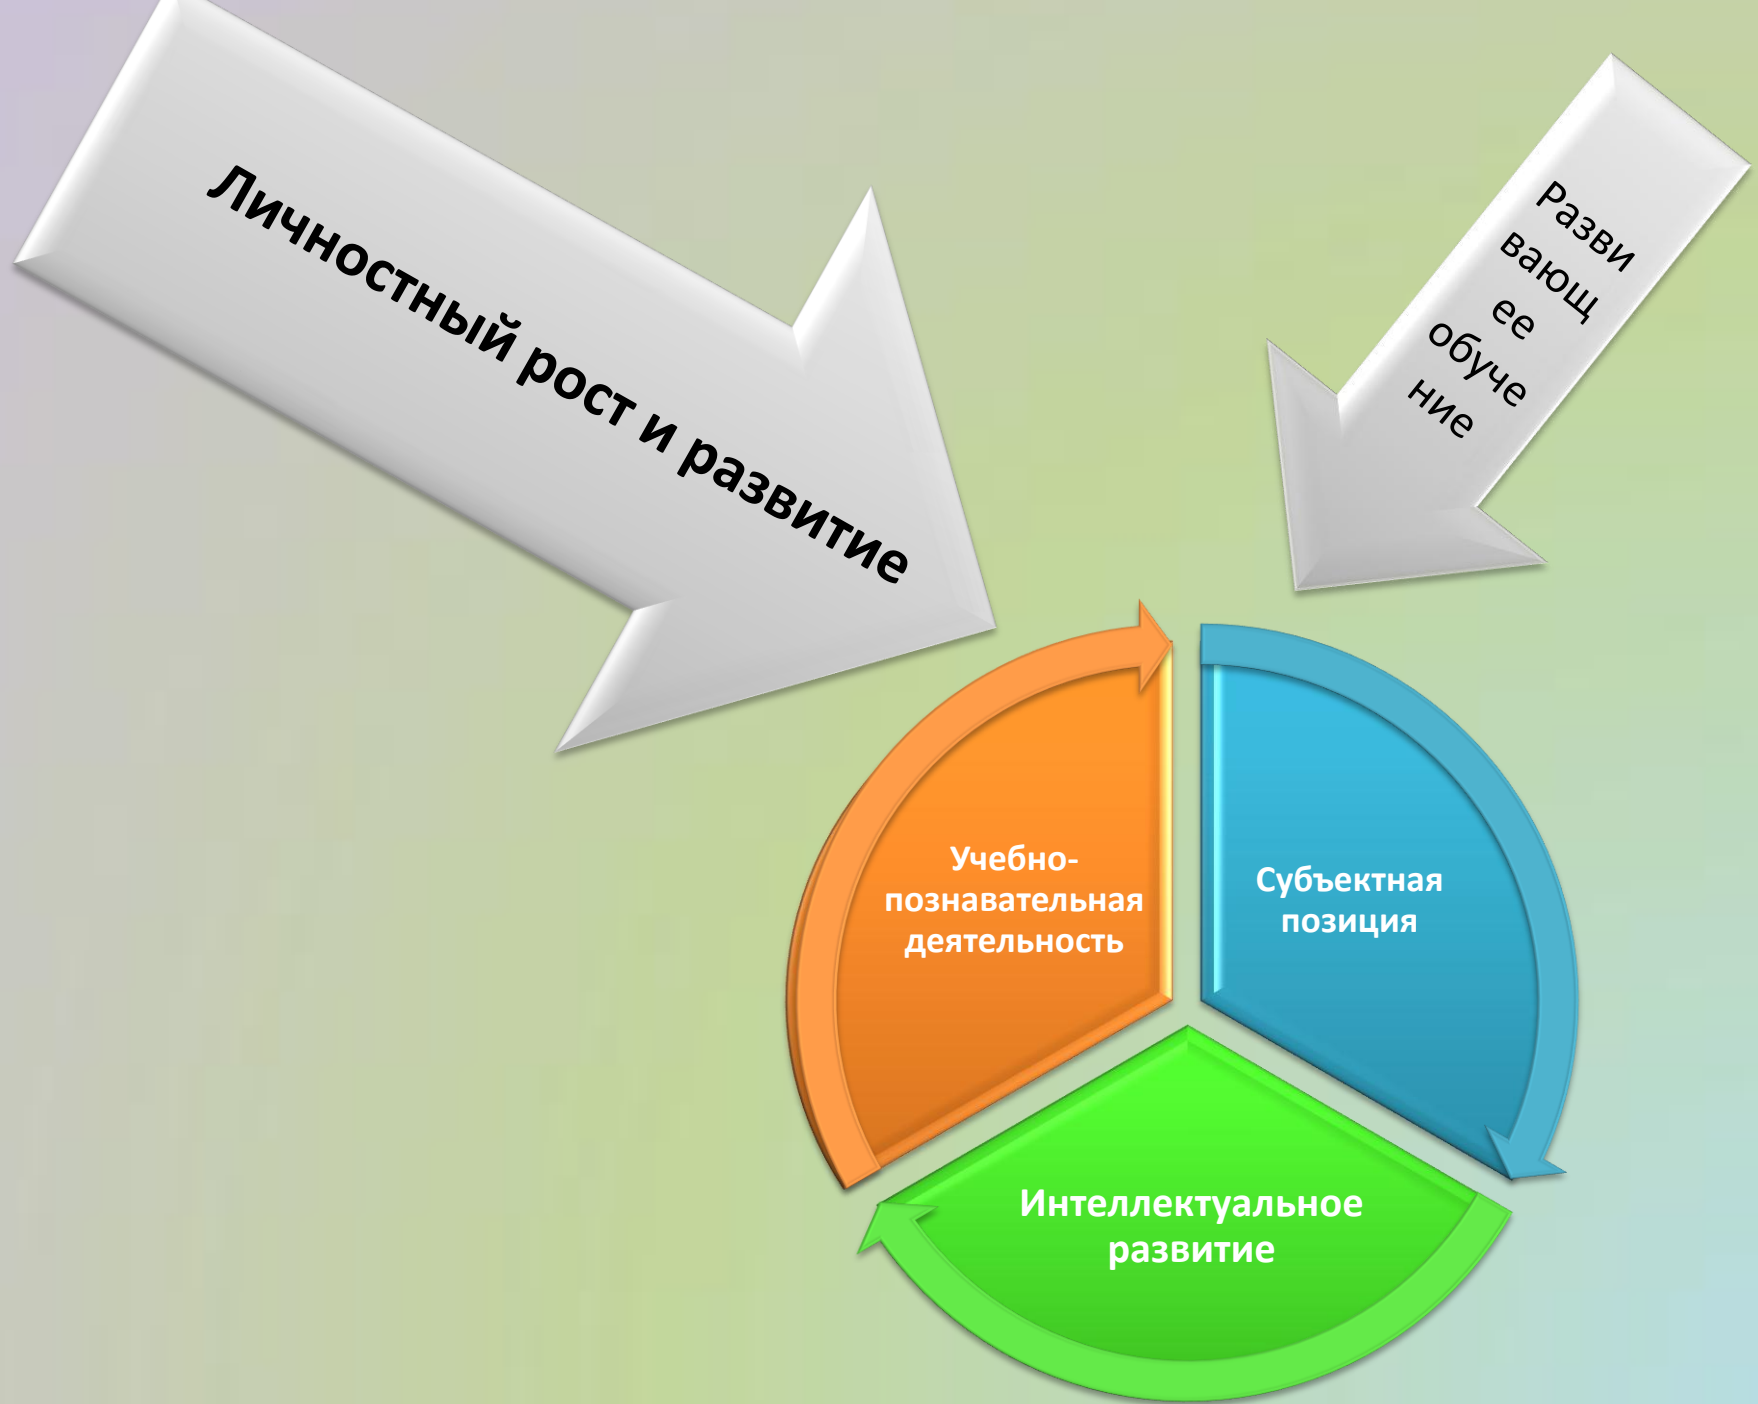 Личностный рост и развитие
Разви
вающ
ее
обуче
ние
Учебно-
познавательная
деятельность
Субъектная
позиция
Интеллектуальное
развитие